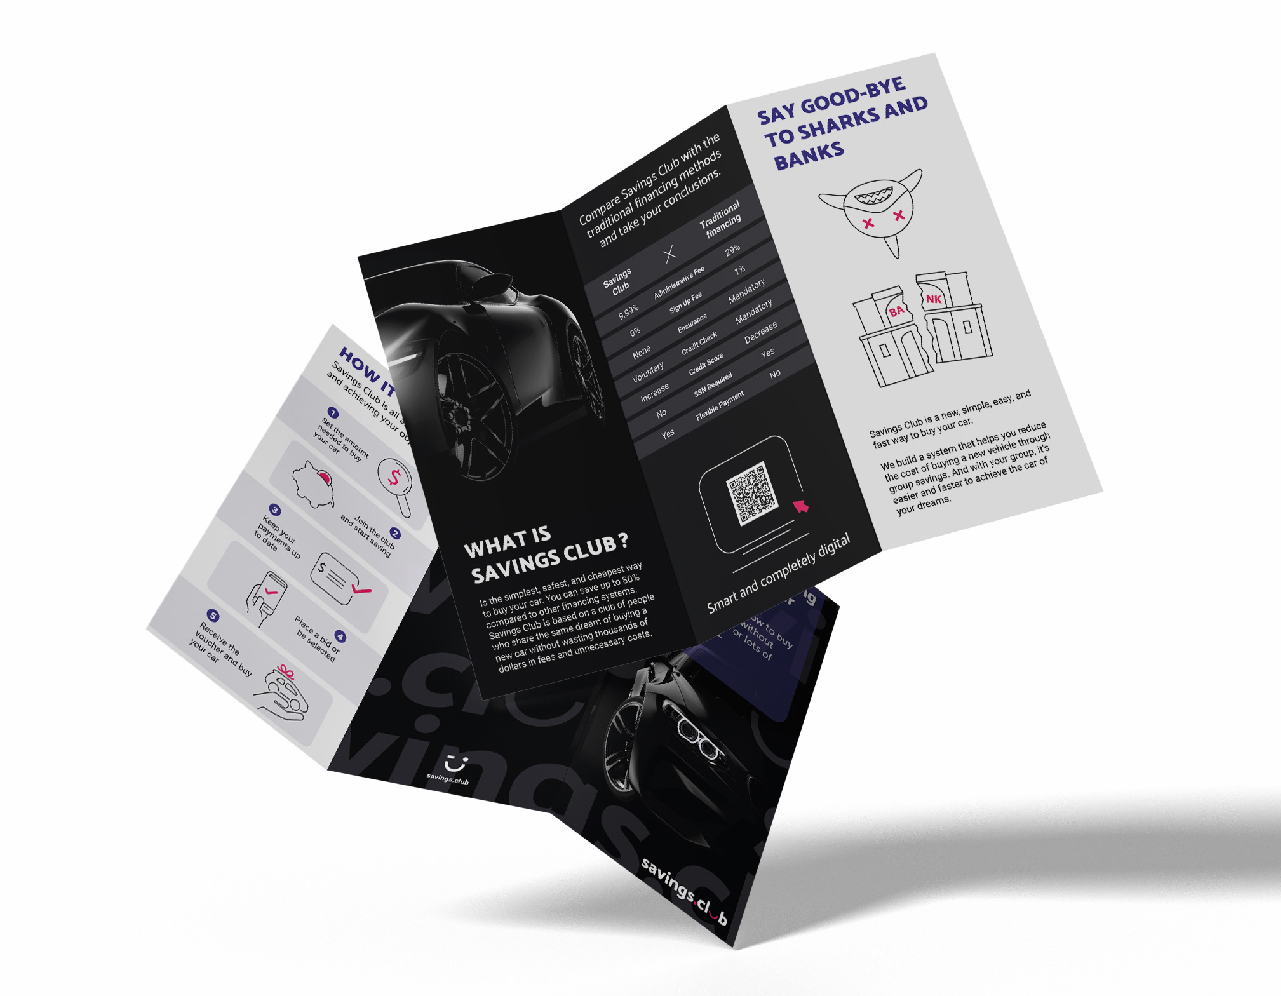 WHAT IS
SAVINGS CLUB ?
Is the simplest, safest, and cheapest way
to buy your car. You can save up to 50%
compared to other financing systems.
Savings Club is based on a club of people
who share the same dream of buying a
new car without wasting thousands of
dollars in fees and unnecessary costs.
Compare Savings Club with the
traditional financing methods
and take your conclusions.
Savings
Club
Traditional
financing
9.93% Administrative Fee 29%
0% Sign Up Fee 1%
None Insurance Mandatory
Voluntary Credit Check Mandatory
Increase Credit Score Decrease
No SSN Required Yes
Yes Flexible Payment No
Smart and completely digital
SAY GOOD-BYE
TO SHARKS AND
BANKS
BA NK
Savings Club is a new, simple, easy, and
fast way to buy your car.
We build a system that helps you reduce
the cost of buying a new vehicle through
group savings. And with your group, it's
easier and faster to achieve the car of
your dreams.
HOW IT
Savings Club is all
and achieving your
1
Set the amount
needed to buy
your car
$
2
Join the club
and start saving
3
Keep your
payments up
to date
$
4
Place a bid or
be selected
5
Receive the
voucher and buy
your car
savings.club
to buy
without
or lots of
savings.club